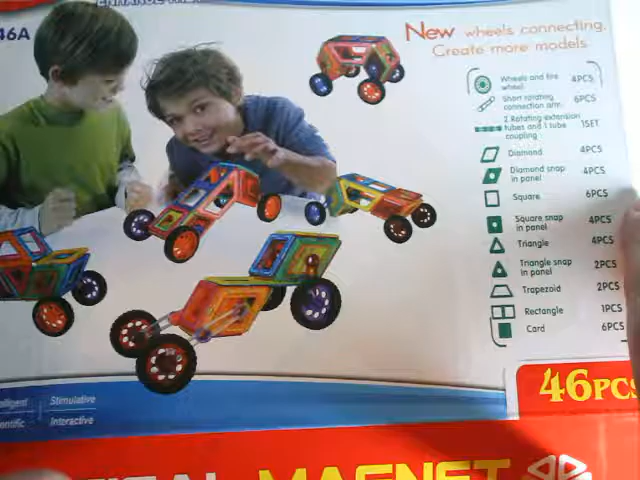 46A
New wheels connecting.
Create more models.
Wheels and tire wheel 4PCS
Short rotating connection arm 6PCS
2 Rotating extension tubes and 1 tube coupling 1SET
Diamond 4PCS
Diamond snap in panel 4PCS
Square 6PCS
Square snap in panel 4PCS
Triangle 4PCS
Triangle snap in panel 2PCS
Trapezoid 2PCS
Rectangle 1PCS
Card 6PCS
Stimulative
Interactive
46PCS
MAGNET